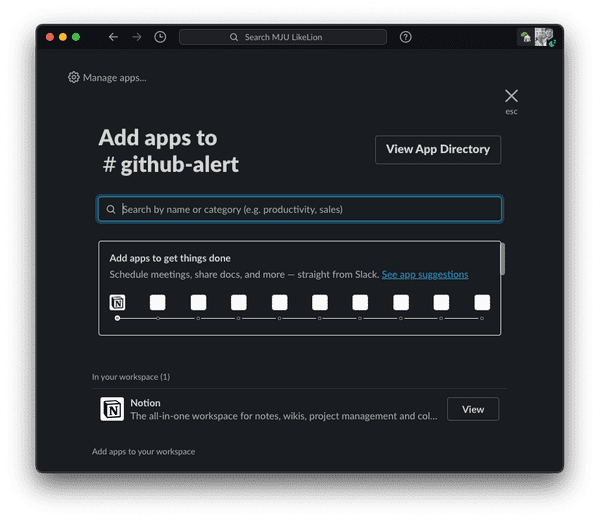 Search MJU LikeLion
Manage apps...
esc
Add apps to
# github-alert
View App Directory
Search by name or category (e.g. productivity, sales)
Add apps to get things done
Schedule meetings, share docs, and more — straight from Slack. See app suggestions
In your workspace (1)
Notion
The all-in-one workspace for notes, wikis, project management and col...
View
Add apps to your workspace